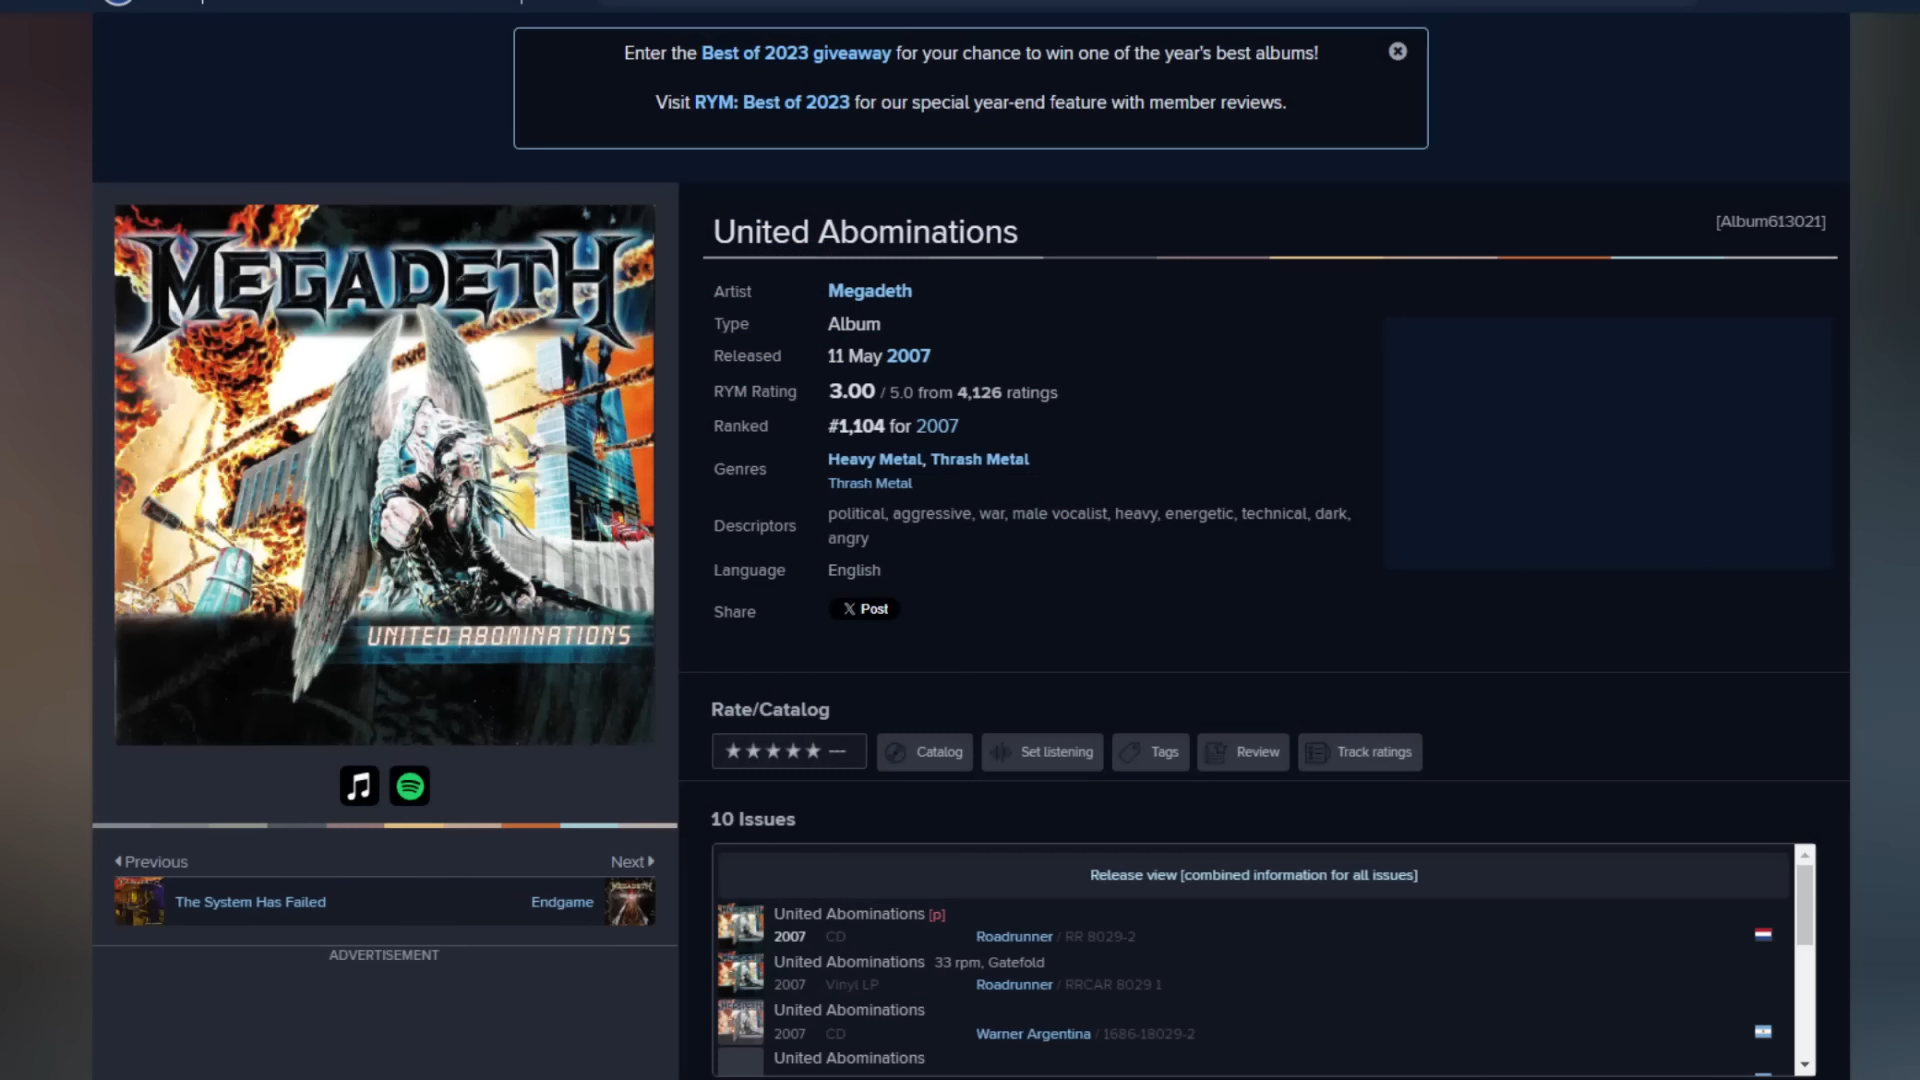 Enter the Best of 2023 giveaway for your chance to win one of the year's best albums!
Visit RYM: Best of 2023 for our special year-end feature with member reviews.
MEGADETH
UNITED ABOMINATIONS
United Abominations
[Album613021]
Artist Megadeth
Type Album
Released 11 May 2007
RYM Rating 3.00 / 5.0 from 4,126 ratings
Ranked #1,104 for 2007
Genres Heavy Metal, Thrash Metal
Thrash Metal
Descriptors political, aggressive, war, male vocalist, heavy, energetic, technical, dark,
angry
Language English
Share Post
Rate/Catalog
Catalog Set listening Tags Review Track ratings
Previous Next
The System Has Failed Endgame
ADVERTISEMENT
10 Issues
Release view [combined information for all issues]
United Abominations [p]
2007 CD Roadrunner / RR 8029-2
United Abominations 33 rpm, Gatefold
2007 Vinyl LP Roadrunner / RRCAR 8029 1
United Abominations
2007 CD Warner Argentina / 1686-18029-2
United Abominations